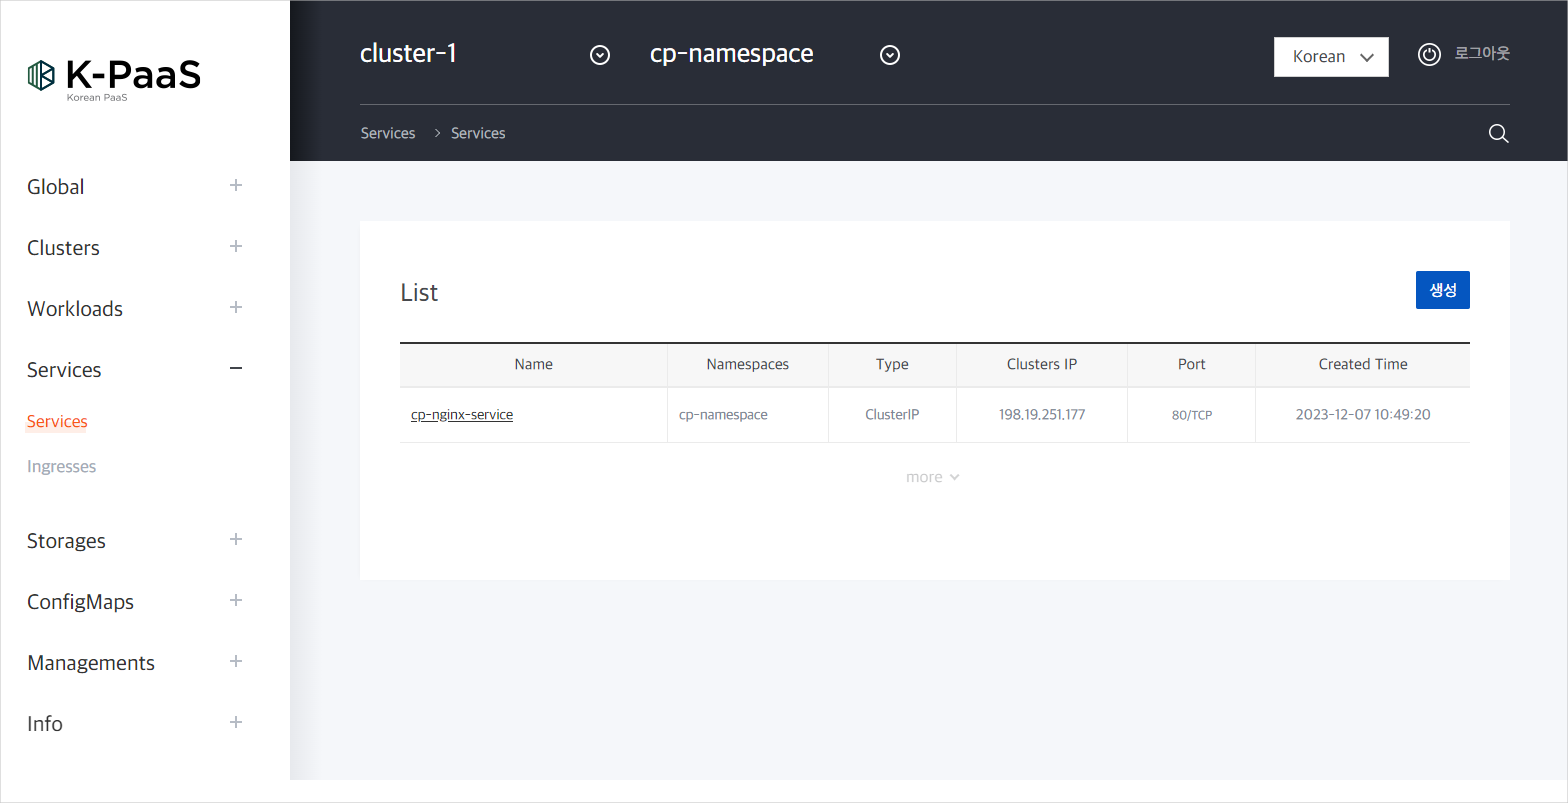 K-PaaS
Korean PaaS
Global
Clusters
Workloads
Services
Services
Ingresses
Storages
ConfigMaps
Managements
Info
cluster-1 cp-namespace Korean 로그아웃
Services > Services
List 생성
Name Namespaces Type Clusters IP Port Created Time
cp-nginx-service cp-namespace ClusterIP 198.19.251.177 80/TCP 2023-12-07 10:49:20
more